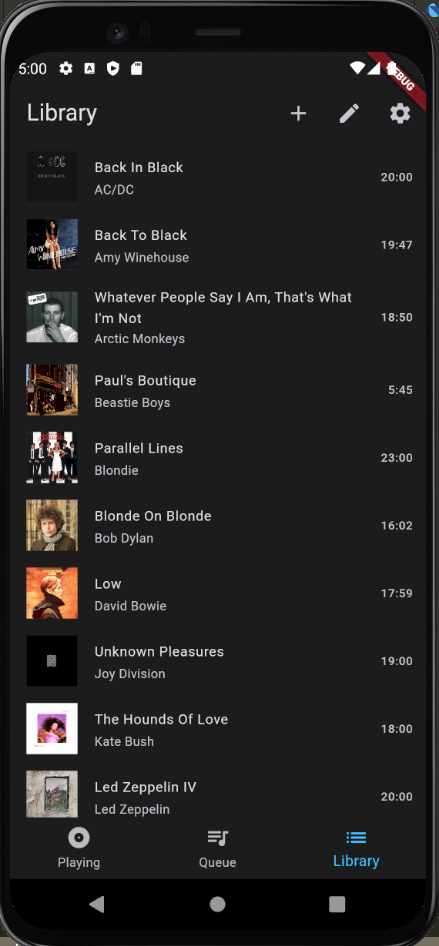 5:00
BUG
Library
Back In Black
AC/DC
20:00
Back To Black
Amy Winehouse
19:47
Whatever People Say I Am, That's What
I'm Not
Arctic Monkeys
18:50
Paul's Boutique
Beastie Boys
5:45
Parallel Lines
Blondie
23:00
Blonde On Blonde
Bob Dylan
16:02
Low
David Bowie
17:59
Unknown Pleasures
Joy Division
19:00
The Hounds Of Love
Kate Bush
18:00
Led Zeppelin IV
Led Zeppelin
20:00
Playing
Queue
Library